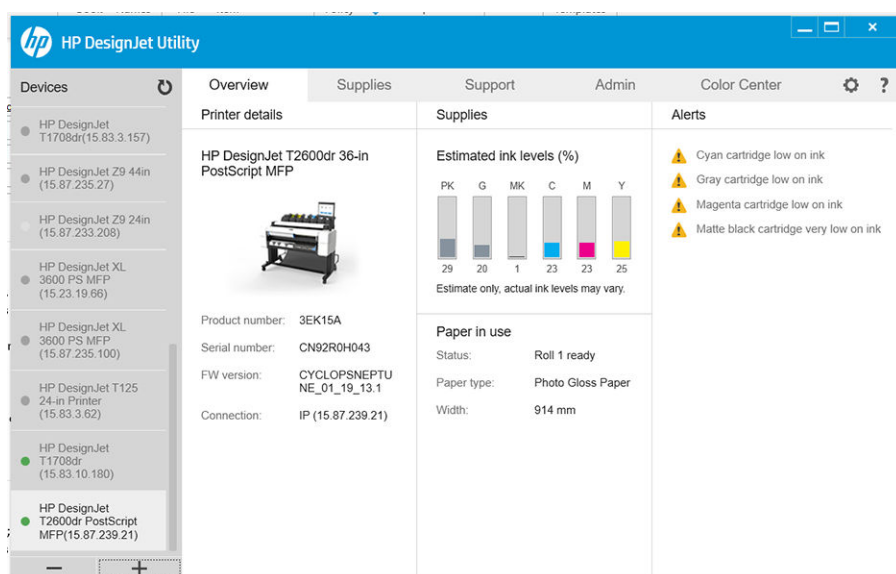 hp HP DesignJet Utility
Devices
HP DesignJet
T1708dr(15.83.3.157)
HP DesignJet Z9 44in
(15.87.235.27)
HP DesignJet Z9 24in
(15.87.233.208)
HP DesignJet XL
3600 PS MFP
(15.23.19.66)
HP DesignJet XL
3600 PS MFP
(15.87.235.100)
HP DesignJet T125
24-in Printer
(15.83.3.62)
HP DesignJet
T1708dr
(15.83.10.180)
HP DesignJet
T2600dr PostScript
MFP(15.87.239.21)
Overview Supplies Support Admin Color Center ?
Printer details
HP DesignJet T2600dr 36-in
PostScript MFP
Product number: 3EK15A
Serial number: CN92R0H043
FW version: CYCLOPSNEPTU
NE_01_19_13.1
Connection: IP (15.87.239.21)
Supplies
Estimated ink levels (%)
PK G MK C M Y
29 20 1 23 23 25
Estimate only, actual ink levels may vary.
Paper in use
Status: Roll 1 ready
Paper type: Photo Gloss Paper
Width: 914 mm
Alerts
Cyan cartridge low on ink
Gray cartridge low on ink
Magenta cartridge low on ink
Matte black cartridge very low on ink